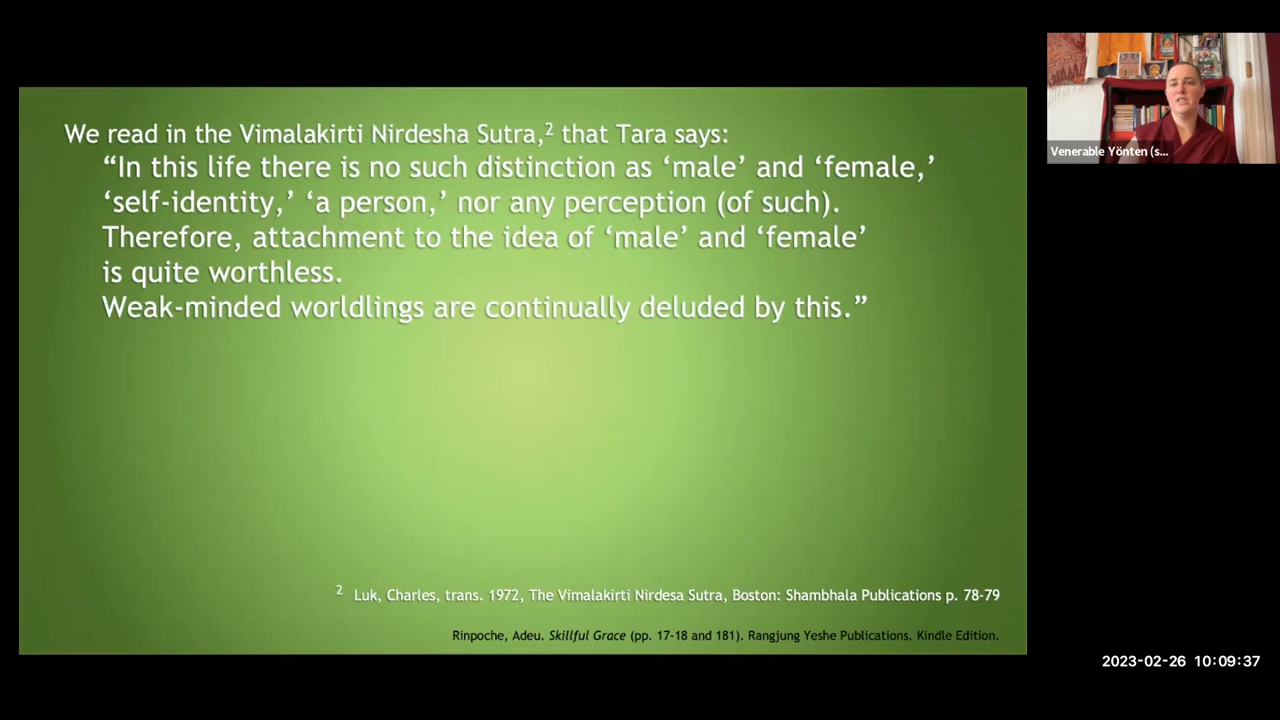 We read in the Vimalakirti Nirdesha Sutra,2 that Tara says:
“In this life there is no such distinction as ‘male’ and ‘female,’
‘self-identity,’ ‘a person,’ nor any perception (of such).
Therefore, attachment to the idea of ‘male’ and ‘female’
is quite worthless.
Weak-minded worldlings are continually deluded by this.”
2 Luk, Charles, trans. 1972, The Vimalakirti Nirdesa Sutra, Boston: Shambhala Publications p. 78-79
Rinpoche, Adeu. Skillful Grace (pp. 17-18 and 181). Rangjung Yeshe Publications. Kindle Edition.
Venerable Yönten (s...
2023-02-26 10:09:37